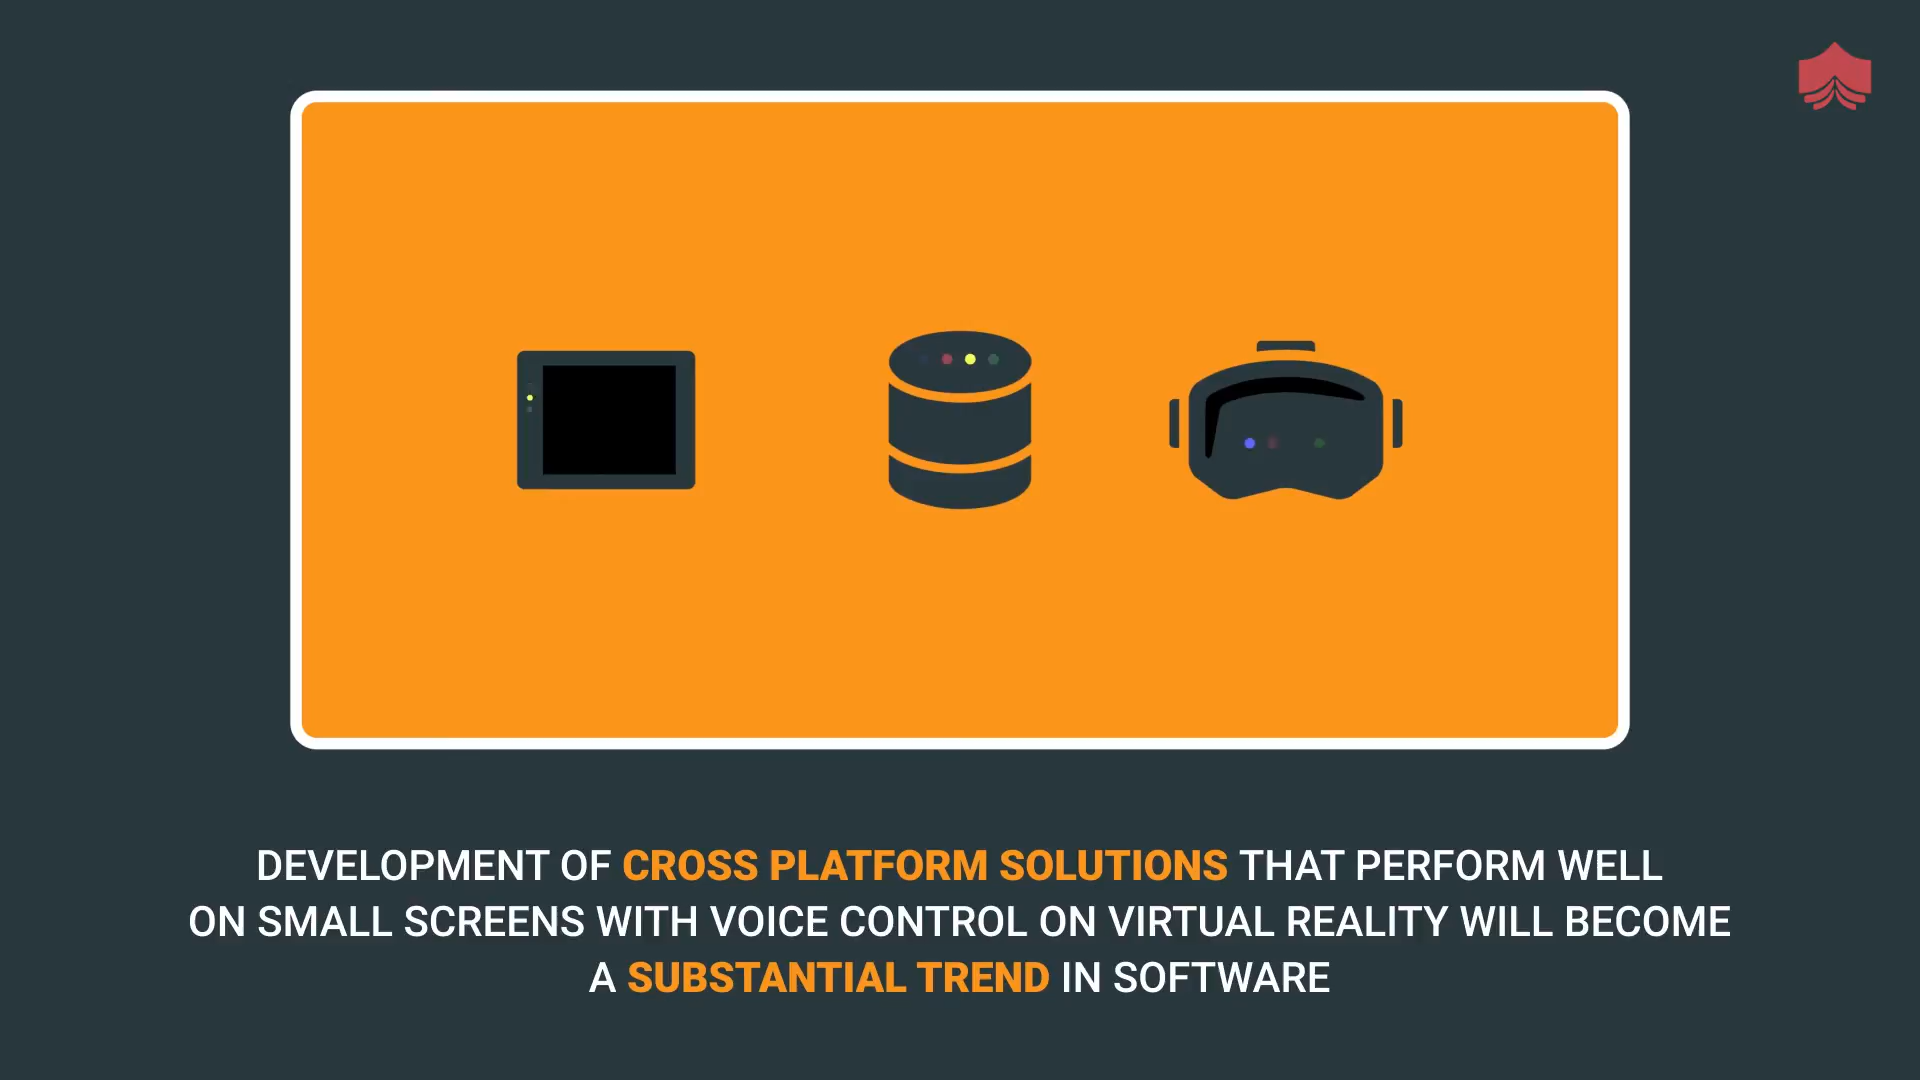 DEVELOPMENT OF CROSS PLATFORM SOLUTIONS THAT PERFORM WELL
ON SMALL SCREENS WITH VOICE CONTROL ON VIRTUAL REALITY WILL BECOME
A SUBSTANTIAL TREND IN SOFTWARE